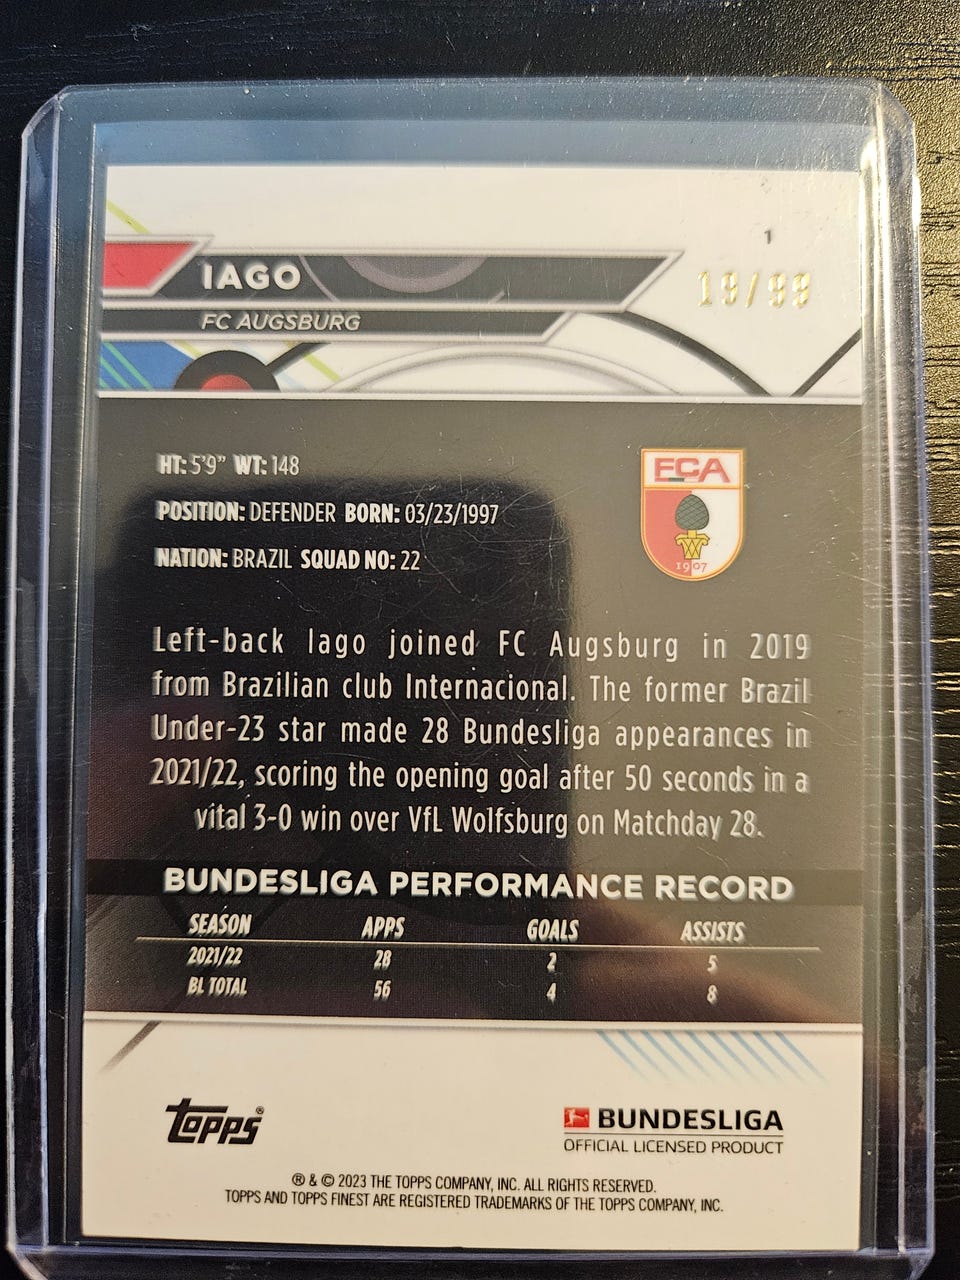 1
IAGO
19/99
FC AUGSBURG
HT: 5'9" WT: 148
FCA
POSITION: DEFENDER BORN: 03/23/1997
NATION: BRAZIL SQUAD NO: 22
1907
Left-back Iago joined FC Augsburg in 2019
from Brazilian club Internacional. The former Brazil
Under-23 star made 28 Bundesliga appearances in
2021/22, scoring the opening goal after 50 seconds in a
vital 3-0 win over VfL Wolfsburg on Matchday 28.
BUNDESLIGA PERFORMANCE RECORD
SEASON APPS GOALS ASSISTS
2021/22 28 2 5
BL TOTAL 56 4 8
topps®
BUNDESLIGA
OFFICIAL LICENSED PRODUCT
® & © 2023 THE TOPPS COMPANY, INC. ALL RIGHTS RESERVED.
TOPPS AND TOPPS FINEST ARE REGISTERED TRADEMARKS OF THE TOPPS COMPANY, INC.